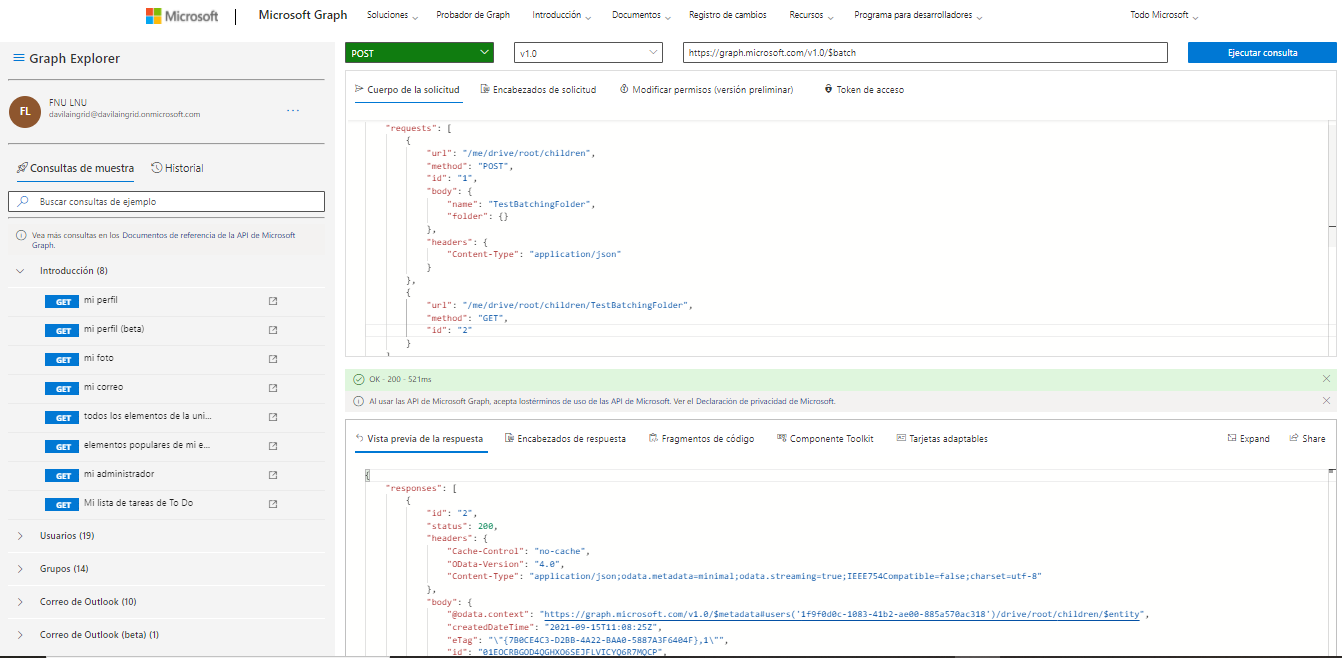 Microsoft | Microsoft Graph Soluciones Probador de Graph Introducción Documentos Registro de cambios Recursos Programa para desarrolladores Todo Microsoft
Graph Explorer
FL
FNU LNU
davilaingrid@davilaingrid.onmicrosoft.com
...
Consultas de muestra Historial
Buscar consultas de ejemplo
Vea más consultas en los Documentos de referencia de la API de Microsoft
Graph.
Introducción (8)
GET mi perfil
GET mi perfil (beta)
GET mi foto
GET mi correo
GET todos los elementos de la uni...
GET elementos populares de mi e...
GET mi administrador
GET Mi lista de tareas de To Do
Usuarios (19)
Grupos (14)
Correo de Outlook (10)
Correo de Outlook (beta) (1)
POST v1.0 https://graph.microsoft.com/v1.0/$batch Ejecutar consulta
Cuerpo de la solicitud Encabezados de solicitud Modificar permisos (versión preliminar) Token de acceso
"requests": [
{
"url": "/me/drive/root/children",
"method": "POST",
"id": "1",
"body": {
"name": "TestBatchingFolder",
"folder": {}
},
"headers": {
"Content-Type": "application/json"
}
},
{
"url": "/me/drive/root/children/TestBatchingFolder",
"method": "GET",
"id": "2"
}
OK - 200 - 521ms
Al usar las API de Microsoft Graph, acepta lostérminos de uso de las API de Microsoft. Ver el Declaración de privacidad de Microsoft.
Vista previa de la respuesta Encabezados de respuesta Fragmentos de código Componente Toolkit Tarjetas adaptables Expand Share
{
"responses": [
{
"id": "2",
"status": 200,
"headers": {
"Cache-Control": "no-cache",
"OData-Version": "4.0",
"Content-Type": "application/json;odata.metadata=minimal;odata.streaming=true;IEEE754Compatible=false;charset=utf-8"
},
"body": {
"@odata.context": "https://graph.microsoft.com/v1.0/$metadata#users('1f9f0d0c-1083-41b2-ae00-885a570ac318')/drive/root/children/$entity",
"createdDateTime": "2021-09-15T11:08:25Z",
"eTag": "\"{7B0CE4C3-D2BB-4A22-BAA0-5887A3F6404F},1\"",
"id": "01EOCRBGOD4QGHXO6SEJFLVICYQ6R7MQCP",